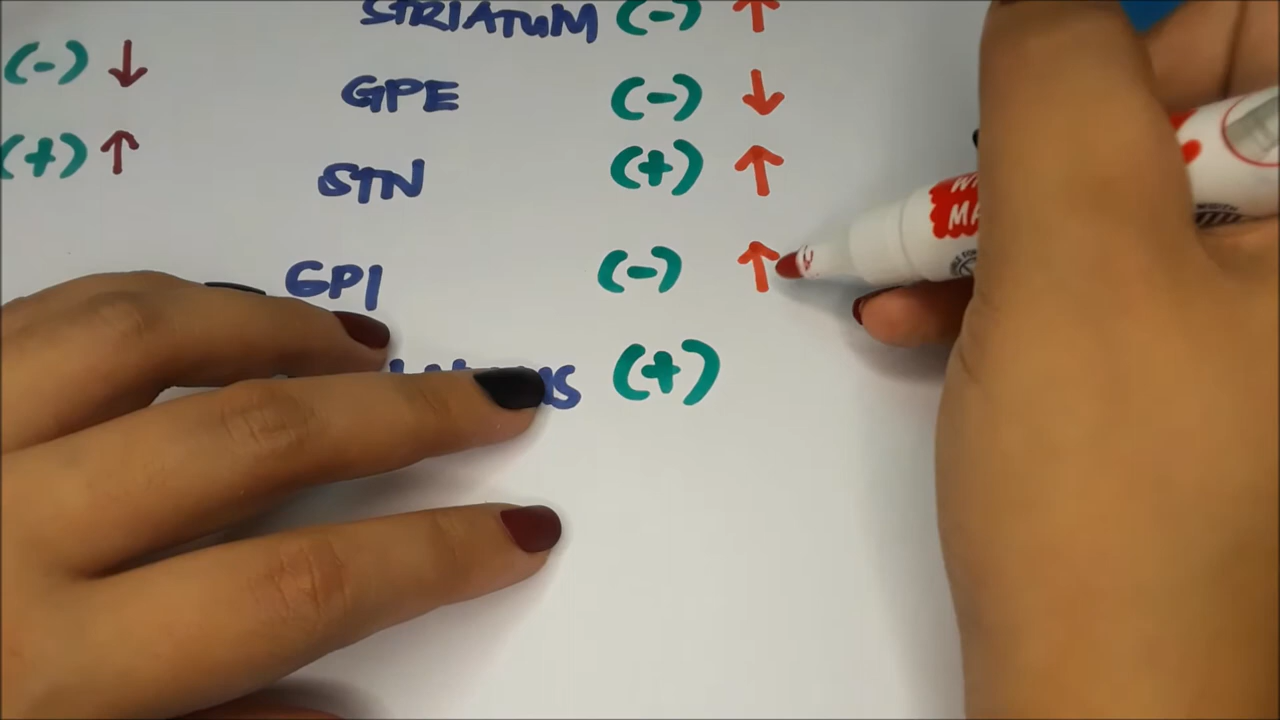 STRIATUM (-) ↑
(-) ↓ GPE (-) ↓
(+) ↑ STN (+) ↑
GPI (-) ↑
(+)